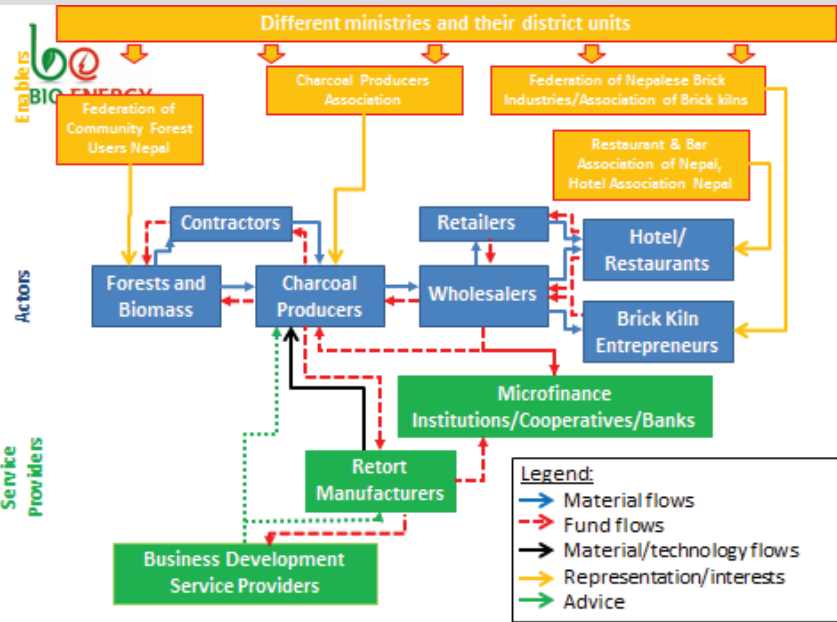 Different ministries and their district units
Enablers
be
BIO ENERGY
Federation of
Community Forest
Users Nepal
Charcoal Producers
Association
Federation of Nepalese Brick
Industries/Association of Brick kilns
Restaurant & Bar
Association of Nepal,
Hotel Association Nepal
Actors
Contractors
Retailers
Hotel/
Restaurants
Forests and
Biomass
Charcoal
Producers
Wholesalers
Brick Kiln
Entrepreneurs
Service
Providers
Microfinance
Institutions/Cooperatives/Banks
Retort
Manufacturers
Business Development
Service Providers
Legend:
Material flows
Fund flows
Material/technology flows
Representation/interests
Advice